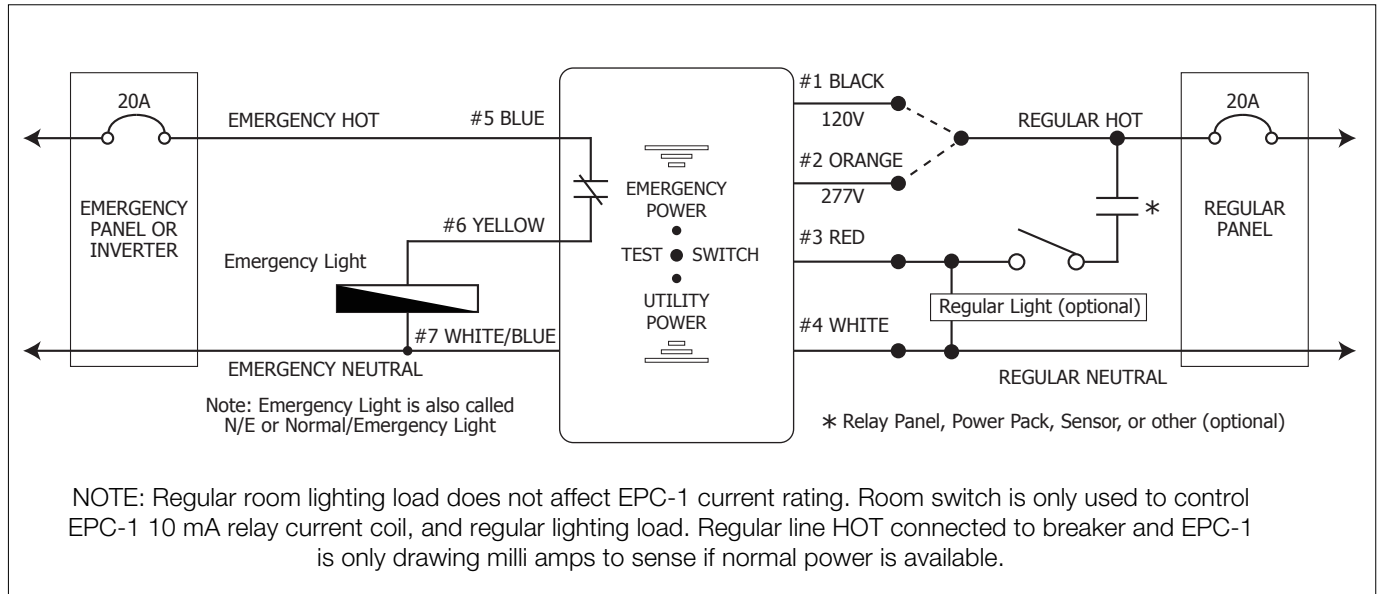 20A
EMERGENCY HOT
#5 BLUE
EMERGENCY
PANEL OR
INVERTER
#6 YELLOW
Emergency Light
#7 WHITE/BLUE
EMERGENCY NEUTRAL
Note: Emergency Light is also called
N/E or Normal/Emergency Light
EMERGENCY
POWER
TEST SWITCH
UTILITY
POWER
#1 BLACK
120V
#2 ORANGE
277V
#3 RED
#4 WHITE
REGULAR HOT
20A
*
REGULAR
PANEL
Regular Light (optional)
REGULAR NEUTRAL
* Relay Panel, Power Pack, Sensor, or other (optional)
NOTE: Regular room lighting load does not affect EPC-1 current rating. Room switch is only used to control
EPC-1 10 mA relay current coil, and regular lighting load. Regular line HOT connected to breaker and EPC-1
is only drawing milli amps to sense if normal power is available.